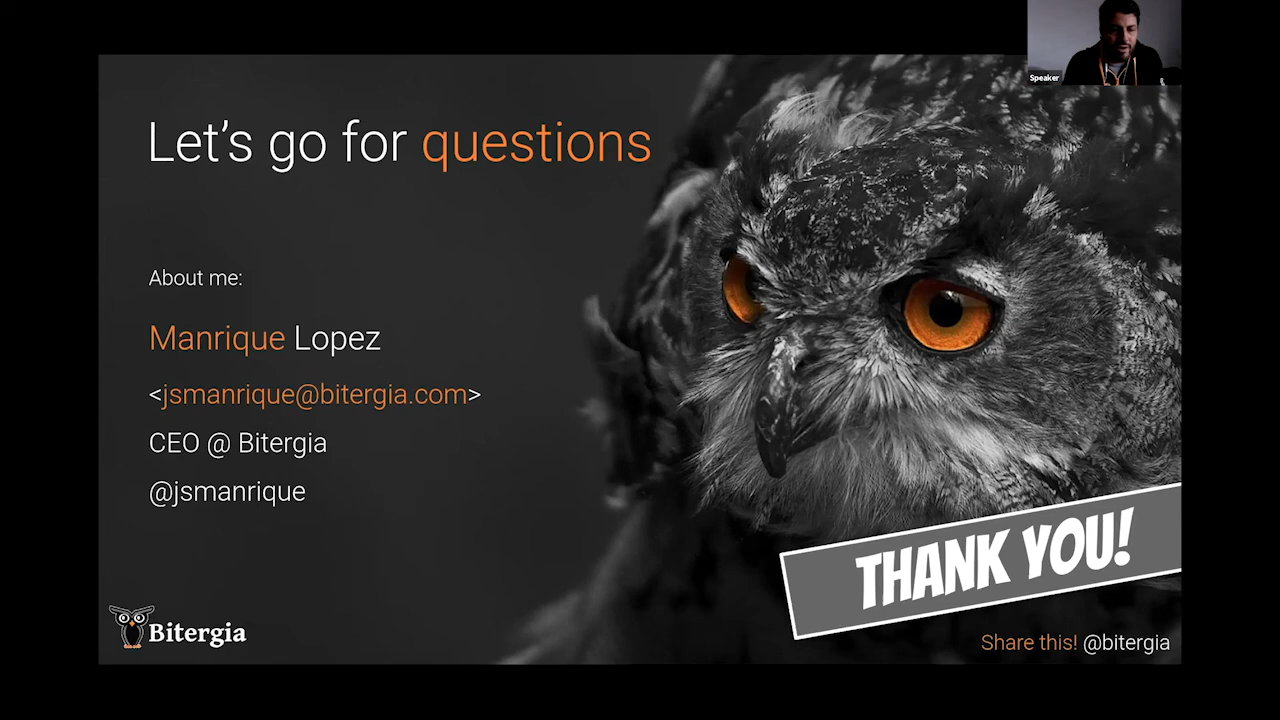 Speaker
Let's go for questions
About me:
Manrique Lopez
<jsmanrique@bitergia.com>
CEO @ Bitergia
@jsmanrique
THANK YOU!
Bitergia
Share this! @bitergia